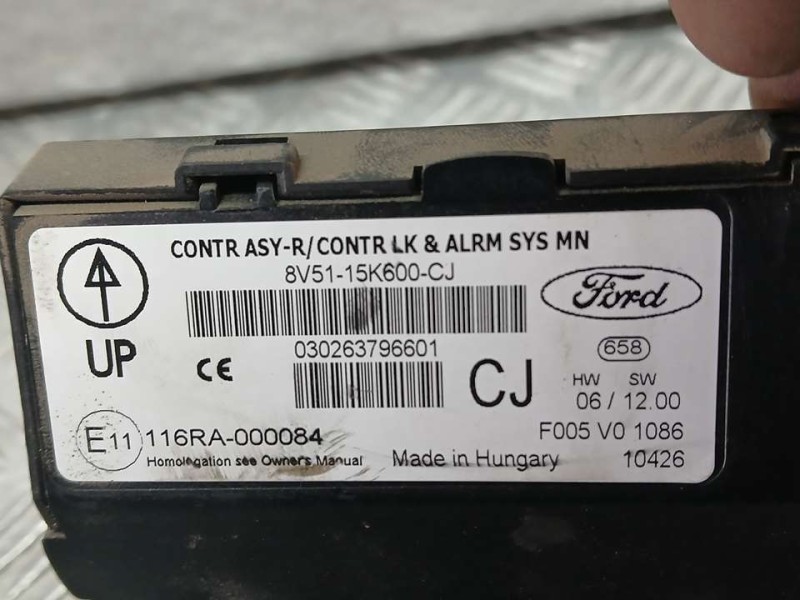 CONTR ASY-R/CONTR LK & ALRM SYS MN
8V51-15K600-CJ
Ford
UP
CE
030263796601
CJ
658
HW SW
06 / 12.00
E11 116RA-000084
F005 V0 1086
Homologation see Owners Manual
Made in Hungary
10426